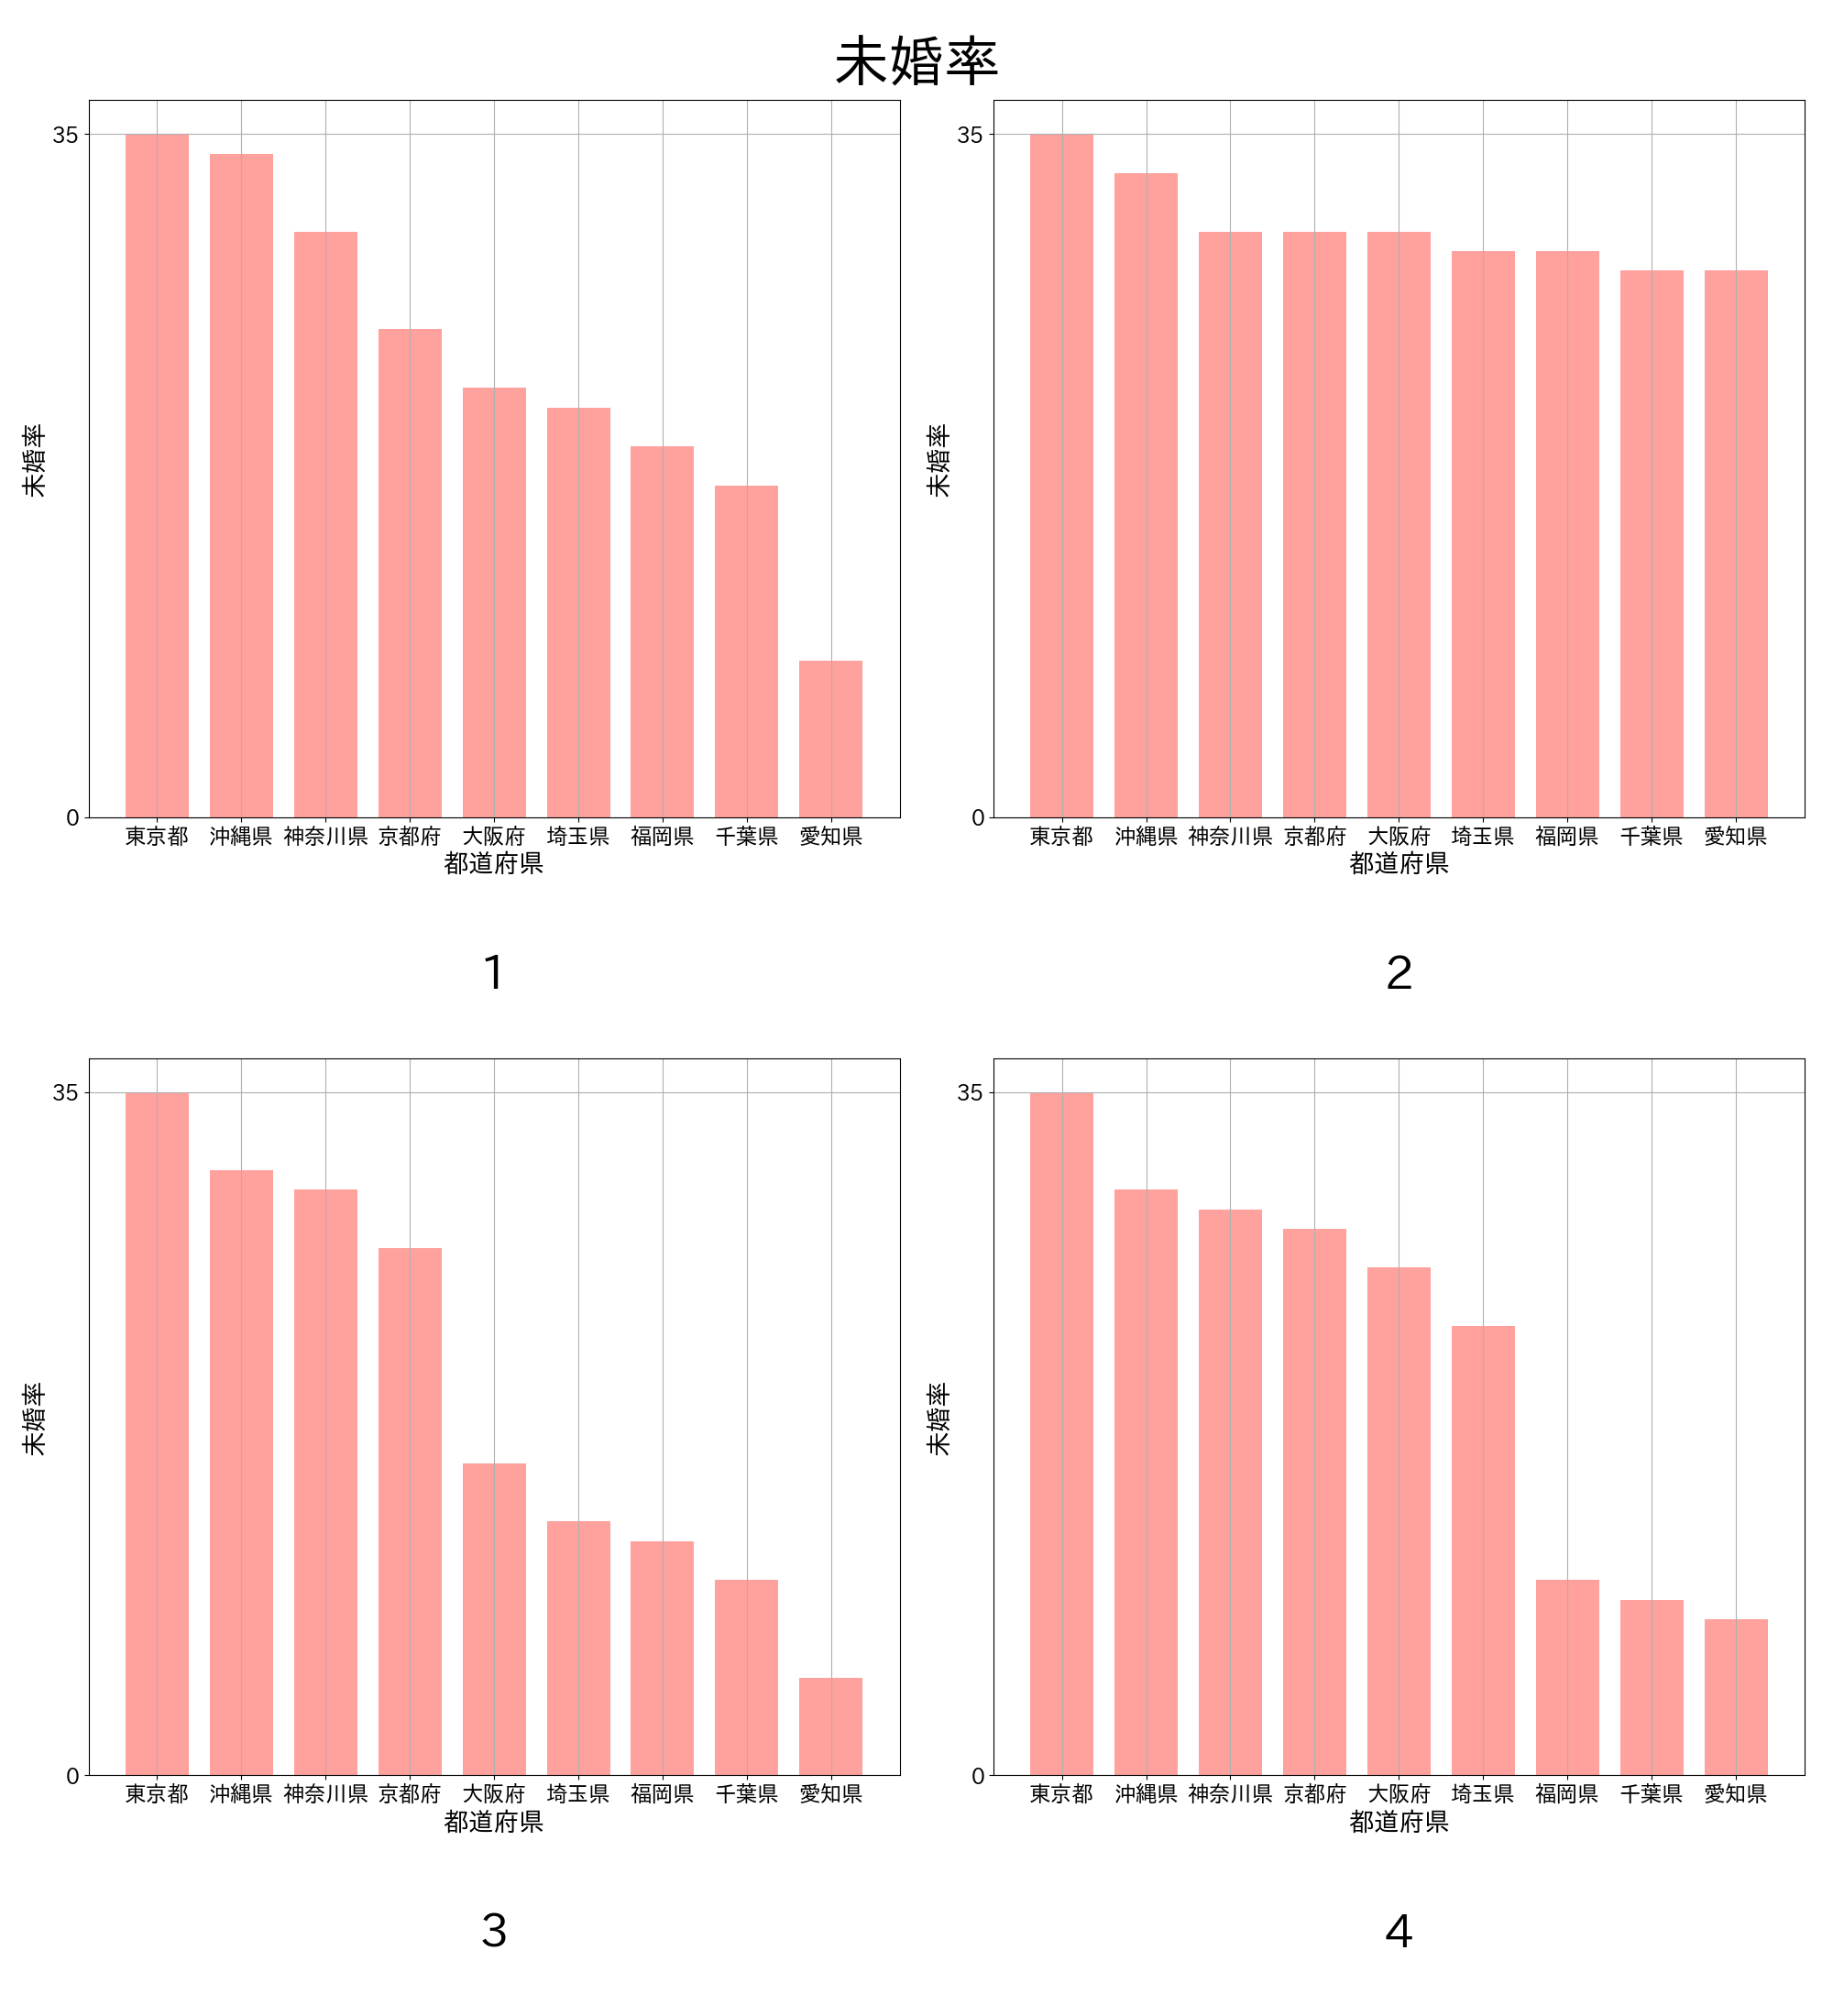 未婚率
35
0
未婚率
東京都 沖縄県 神奈川県 京都府 大阪府 埼玉県 福岡県 千葉県 愛知県
都道府県
1
35
0
未婚率
東京都 沖縄県 神奈川県 京都府 大阪府 埼玉県 福岡県 千葉県 愛知県
都道府県
2
35
0
未婚率
東京都 沖縄県 神奈川県 京都府 大阪府 埼玉県 福岡県 千葉県 愛知県
都道府県
3
35
0
未婚率
東京都 沖縄県 神奈川県 京都府 大阪府 埼玉県 福岡県 千葉県 愛知県
都道府県
4